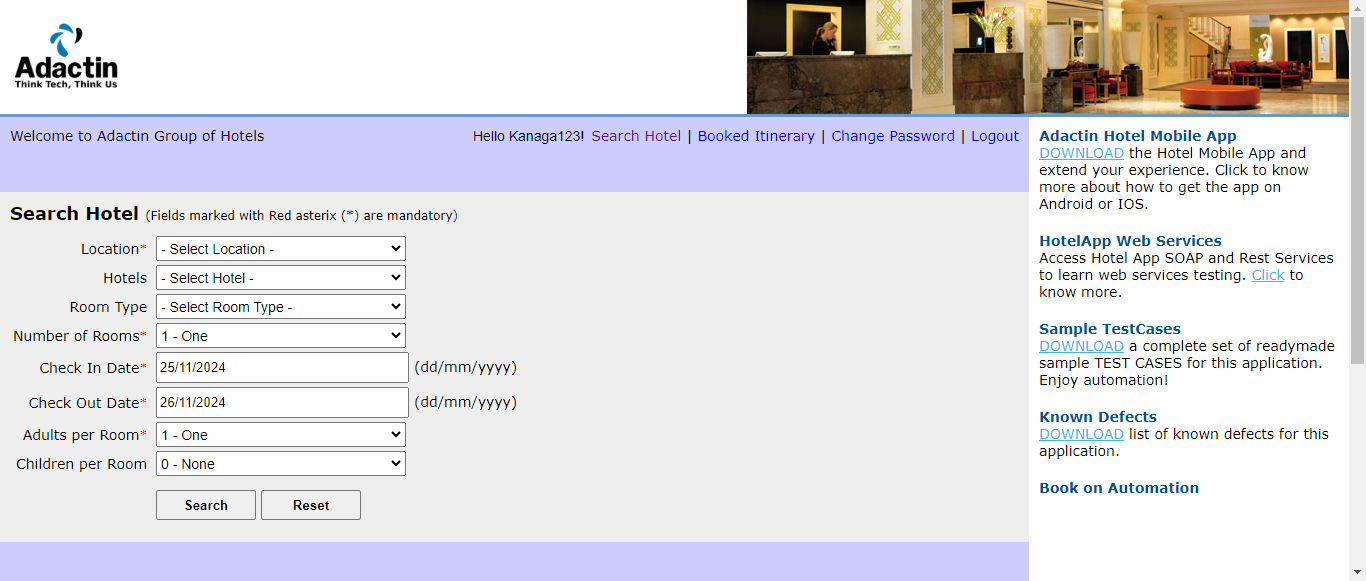 Adactin
Think Tech, Think Us
Welcome to Adactin Group of Hotels
Hello Kanaga123! Search Hotel | Booked Itinerary | Change Password | Logout
Search Hotel (Fields marked with Red asterix (*) are mandatory)
Location* - Select Location -
Hotels - Select Hotel -
Room Type - Select Room Type -
Number of Rooms* 1 - One
Check In Date* 25/11/2024 (dd/mm/yyyy)
Check Out Date* 26/11/2024 (dd/mm/yyyy)
Adults per Room* 1 - One
Children per Room 0 - None
Search Reset
Adactin Hotel Mobile App
DOWNLOAD the Hotel Mobile App and
extend your experience. Click to know
more about how to get the app on
Android or IOS.
HotelApp Web Services
Access Hotel App SOAP and Rest Services
to learn web services testing. Click to
know more.
Sample TestCases
DOWNLOAD a complete set of readymade
sample TEST CASES for this application.
Enjoy automation!
Known Defects
DOWNLOAD list of known defects for this
application.
Book on Automation